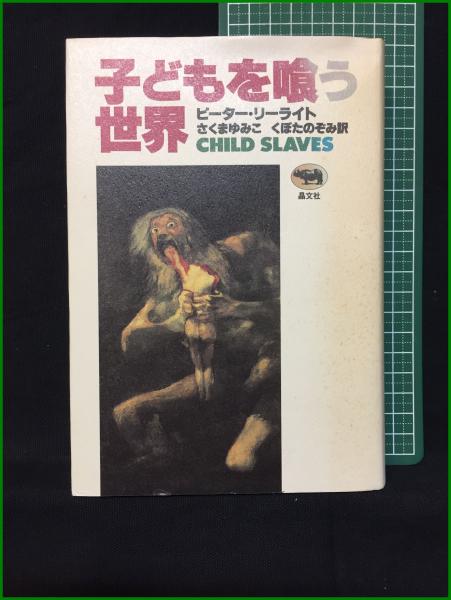 子どもを喰う
世界
ピーター・リーライト
さくまゆみこ くぼたのぞみ訳
CHILD SLAVES
晶文社